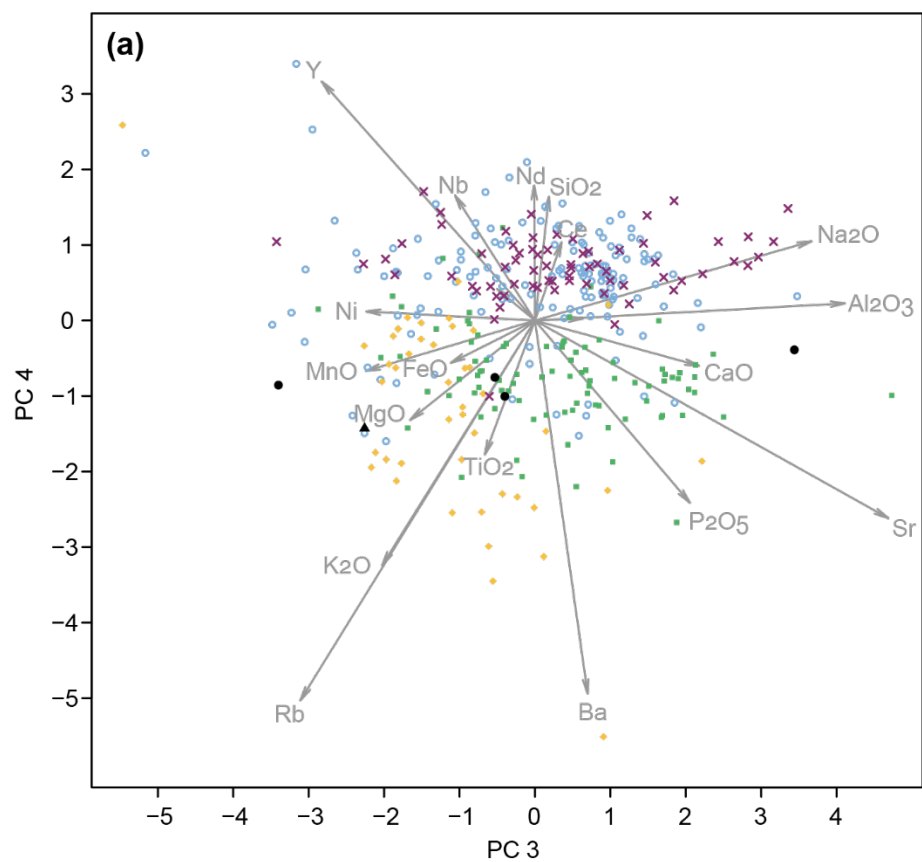 (a)
Y
Nb
Nd
SiO2
Ce
Na2O
Al2O3
Ni
MnO
FeO
CaO
MgO
TiO2
P2O5
Sr
K2O
Rb
Ba
3
2
1
0
−1
−2
−3
−4
−5
PC 4
−5 −4 −3 −2 −1 0 1 2 3 4 5
PC 3